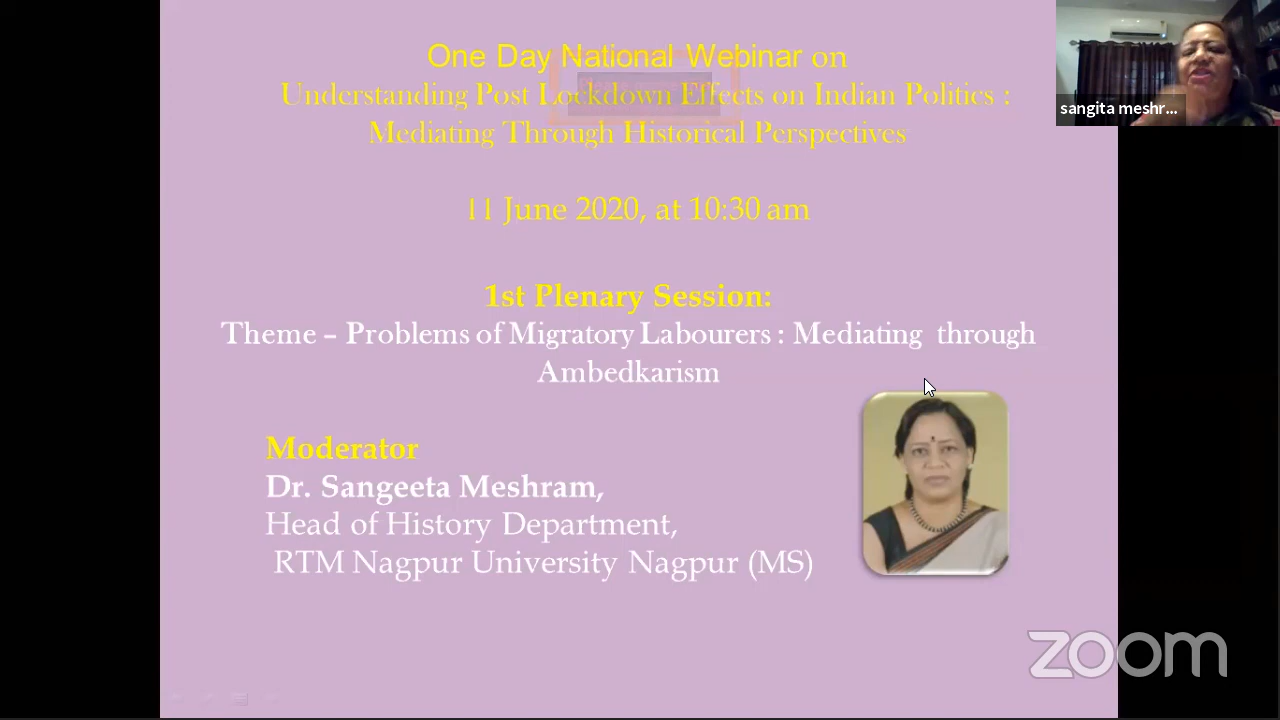 One Day National Webinar on
Understanding Post Lockdown Effects on Indian Politics :
Mediating Through Historical Perspectives
11 June 2020, at 10:30 am
1st Plenary Session:
Theme – Problems of Migratory Labourers : Mediating through
Ambedkarism
Moderator
Dr. Sangeeta Meshram,
Head of History Department,
RTM Nagpur University Nagpur (MS)
sangita meshr...
zoom